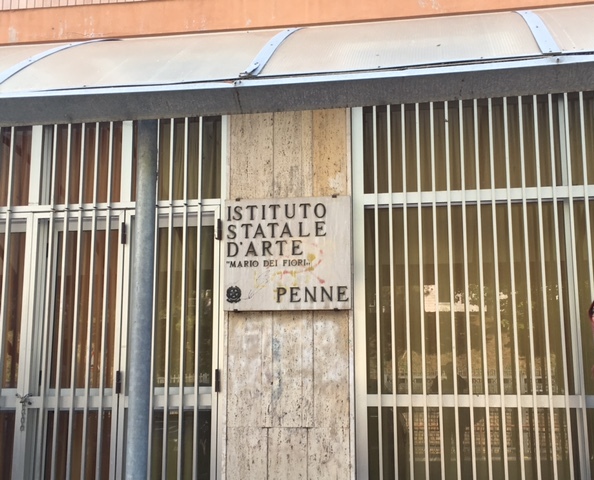 ISTITUTO
STATALE
D'ARTE
"MARIO DEI FIORI"
PENNE